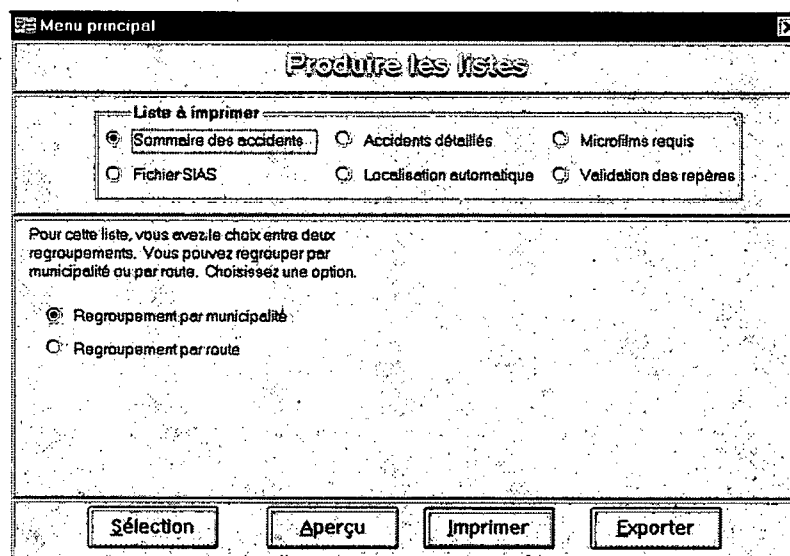 Menu principal
Produire les listes
Liste à imprimer
Sommaire des accidents Accidents détaillés Microfilms requis
Fichier SIAS Localisation automatique Validation des repères
Pour cette liste, vous avez le choix entre deux
regroupements. Vous pouvez regrouper par
municipalité ou par route. Choisissez une option.
Regroupement par municipalité
Regroupement par route
Sélection Aperçu Imprimer Exporter